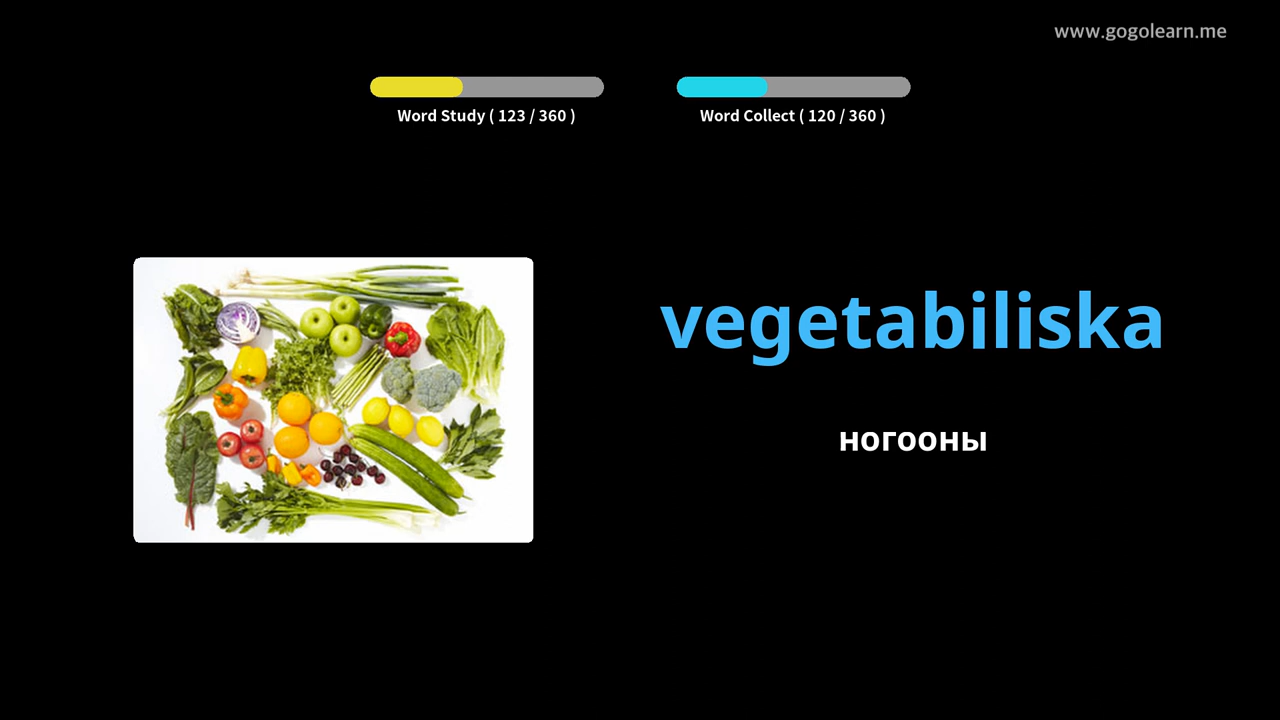 www.gogolearn.me
Word Study ( 123 / 360 )
Word Collect ( 120 / 360 )
vegetabiliska
ногооны